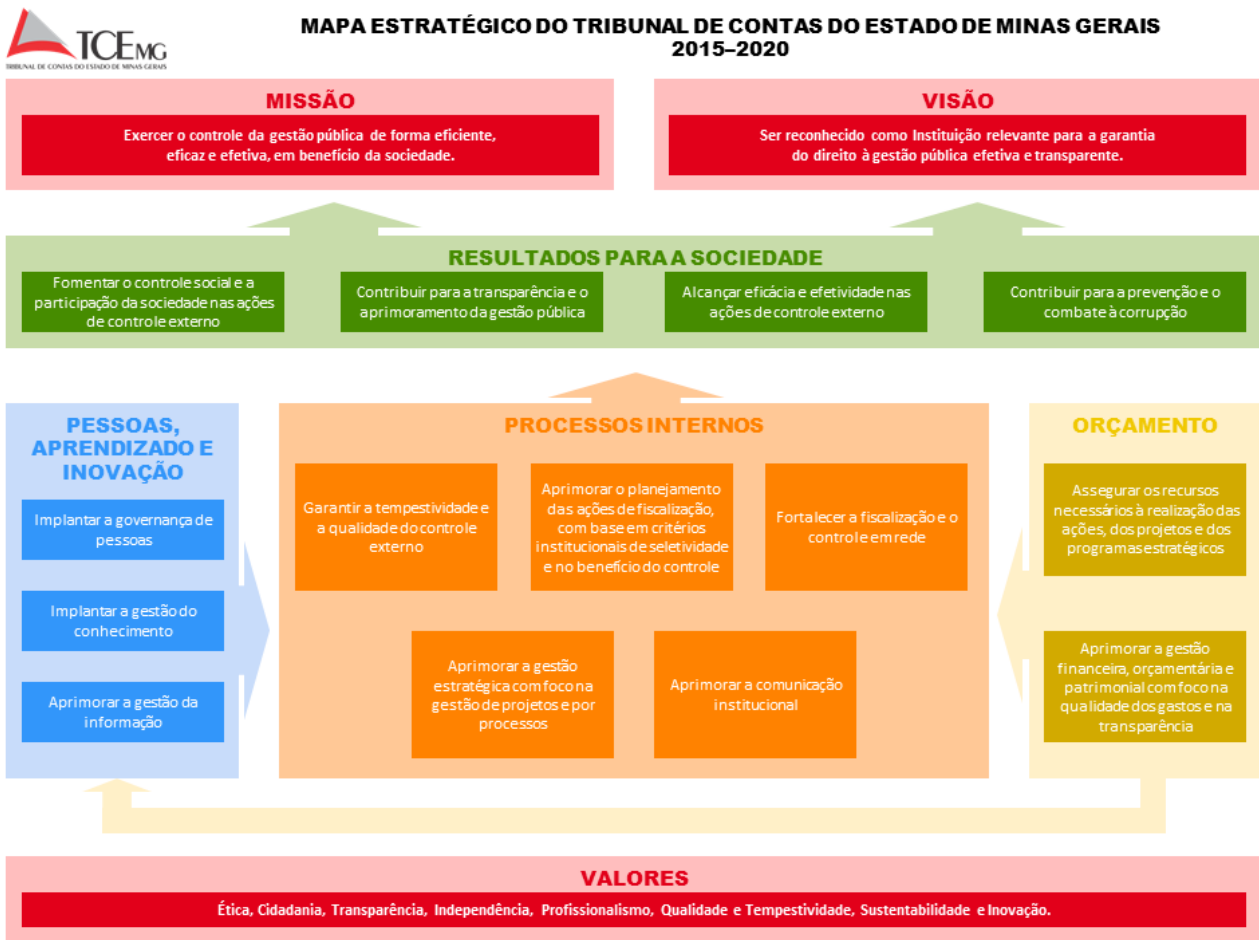 TCEMG
TRIBUNAL DE CONTAS DO ESTADO DE MINAS GERAIS
MAPA ESTRATÉGICO DO TRIBUNAL DE CONTAS DO ESTADO DE MINAS GERAIS
2015–2020
MISSÃO
Exercer o controle da gestão pública de forma eficiente,
eficaz e efetiva, em benefício da sociedade.
VISÃO
Ser reconhecido como Instituição relevante para a garantia
do direito à gestão pública efetiva e transparente.
RESULTADOS PARA A SOCIEDADE
Fomentar o controle social e a
participação da sociedade nas ações
de controle externo
Contribuir para a transparência e o
aprimoramento da gestão pública
Alcançar eficácia e efetividade nas
ações de controle externo
Contribuir para a prevenção e o
combate à corrupção
PESSOAS,
APRENDIZADO E
INOVAÇÃO
Implantar a governança de
pessoas
Implantar a gestão do
conhecimento
Aprimorar a gestão da
informação
PROCESSOS INTERNOS
Garantir a tempestividade e
a qualidade do controle
externo
Aprimorar o planejamento
das ações de fiscalização,
com base em critérios
institucionais de seletividade
e no benefício do controle
Fortalecer a fiscalização e o
controle em rede
Aprimorar a gestão
estratégica com foco na
gestão de projetos e por
processos
Aprimorar a comunicação
institucional
ORÇAMENTO
Assegurar os recursos
necessários à realização das
ações, dos projetos e dos
programas estratégicos
Aprimorar a gestão
financeira, orçamentária e
patrimonial com foco na
qualidade dos gastos e na
transparência
VALORES
Ética, Cidadania, Transparência, Independência, Profissionalismo, Qualidade e Tempestividade, Sustentabilidade e Inovação.